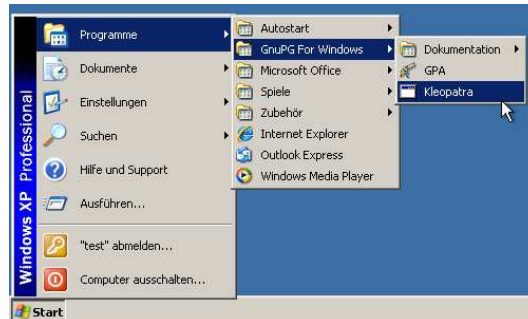 Programme
Dokumente
Einstellungen
Suchen
Hilfe und Support
Ausführen...
"test" abmelden...
Computer ausschalten...
Windows XP Professional
Start
Autostart
GnuPG For Windows
Microsoft Office
Spiele
Zubehör
Internet Explorer
Outlook Express
Windows Media Player
Dokumentation
GPA
Kleopatra